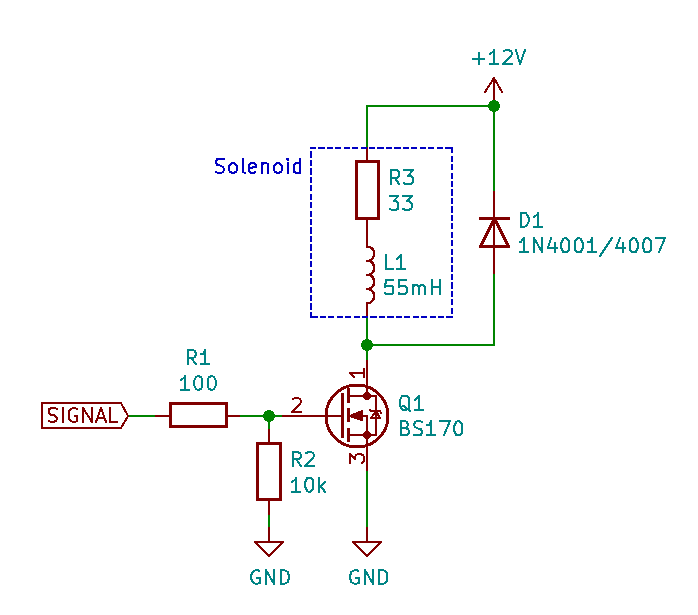 +12V
Solenoid
R3
33
D1
1N4001/4007
L1
55mH
R1
100
1
SIGNAL
2
Q1
BS170
3
R2
10k
GND
GND